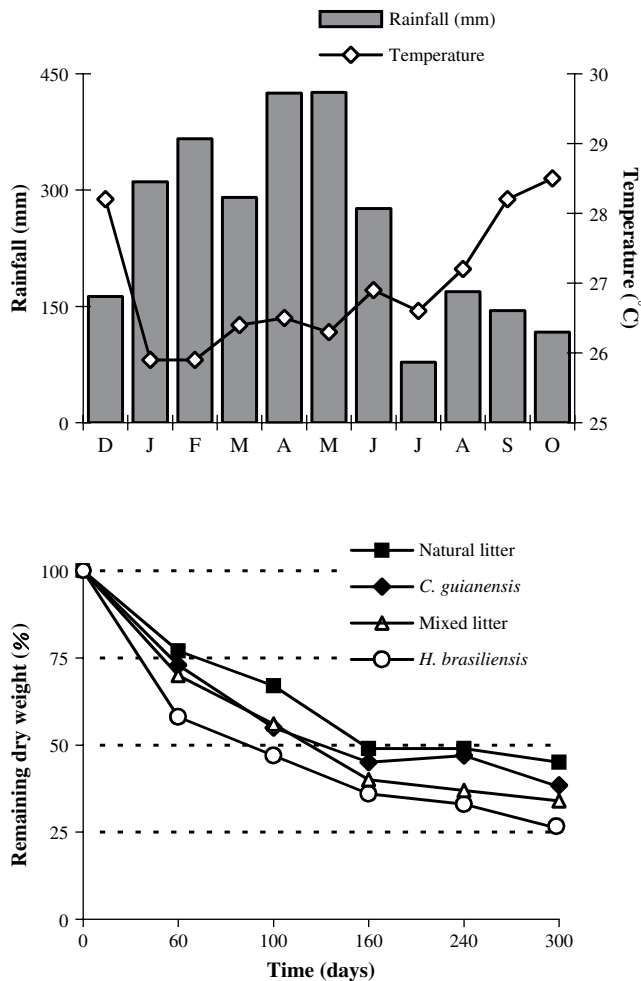 Rainfall (mm)
Temperature
450
300
150
0
Rainfall (mm)
30
29
28
27
26
25
Temperature (°C)
D J F M A M J J A S O
Natural litter
C. guianensis
Mixed litter
H. brasiliensis
100
75
50
25
0
Remaining dry weight (%)
0 60 100 160 240 300
Time (days)